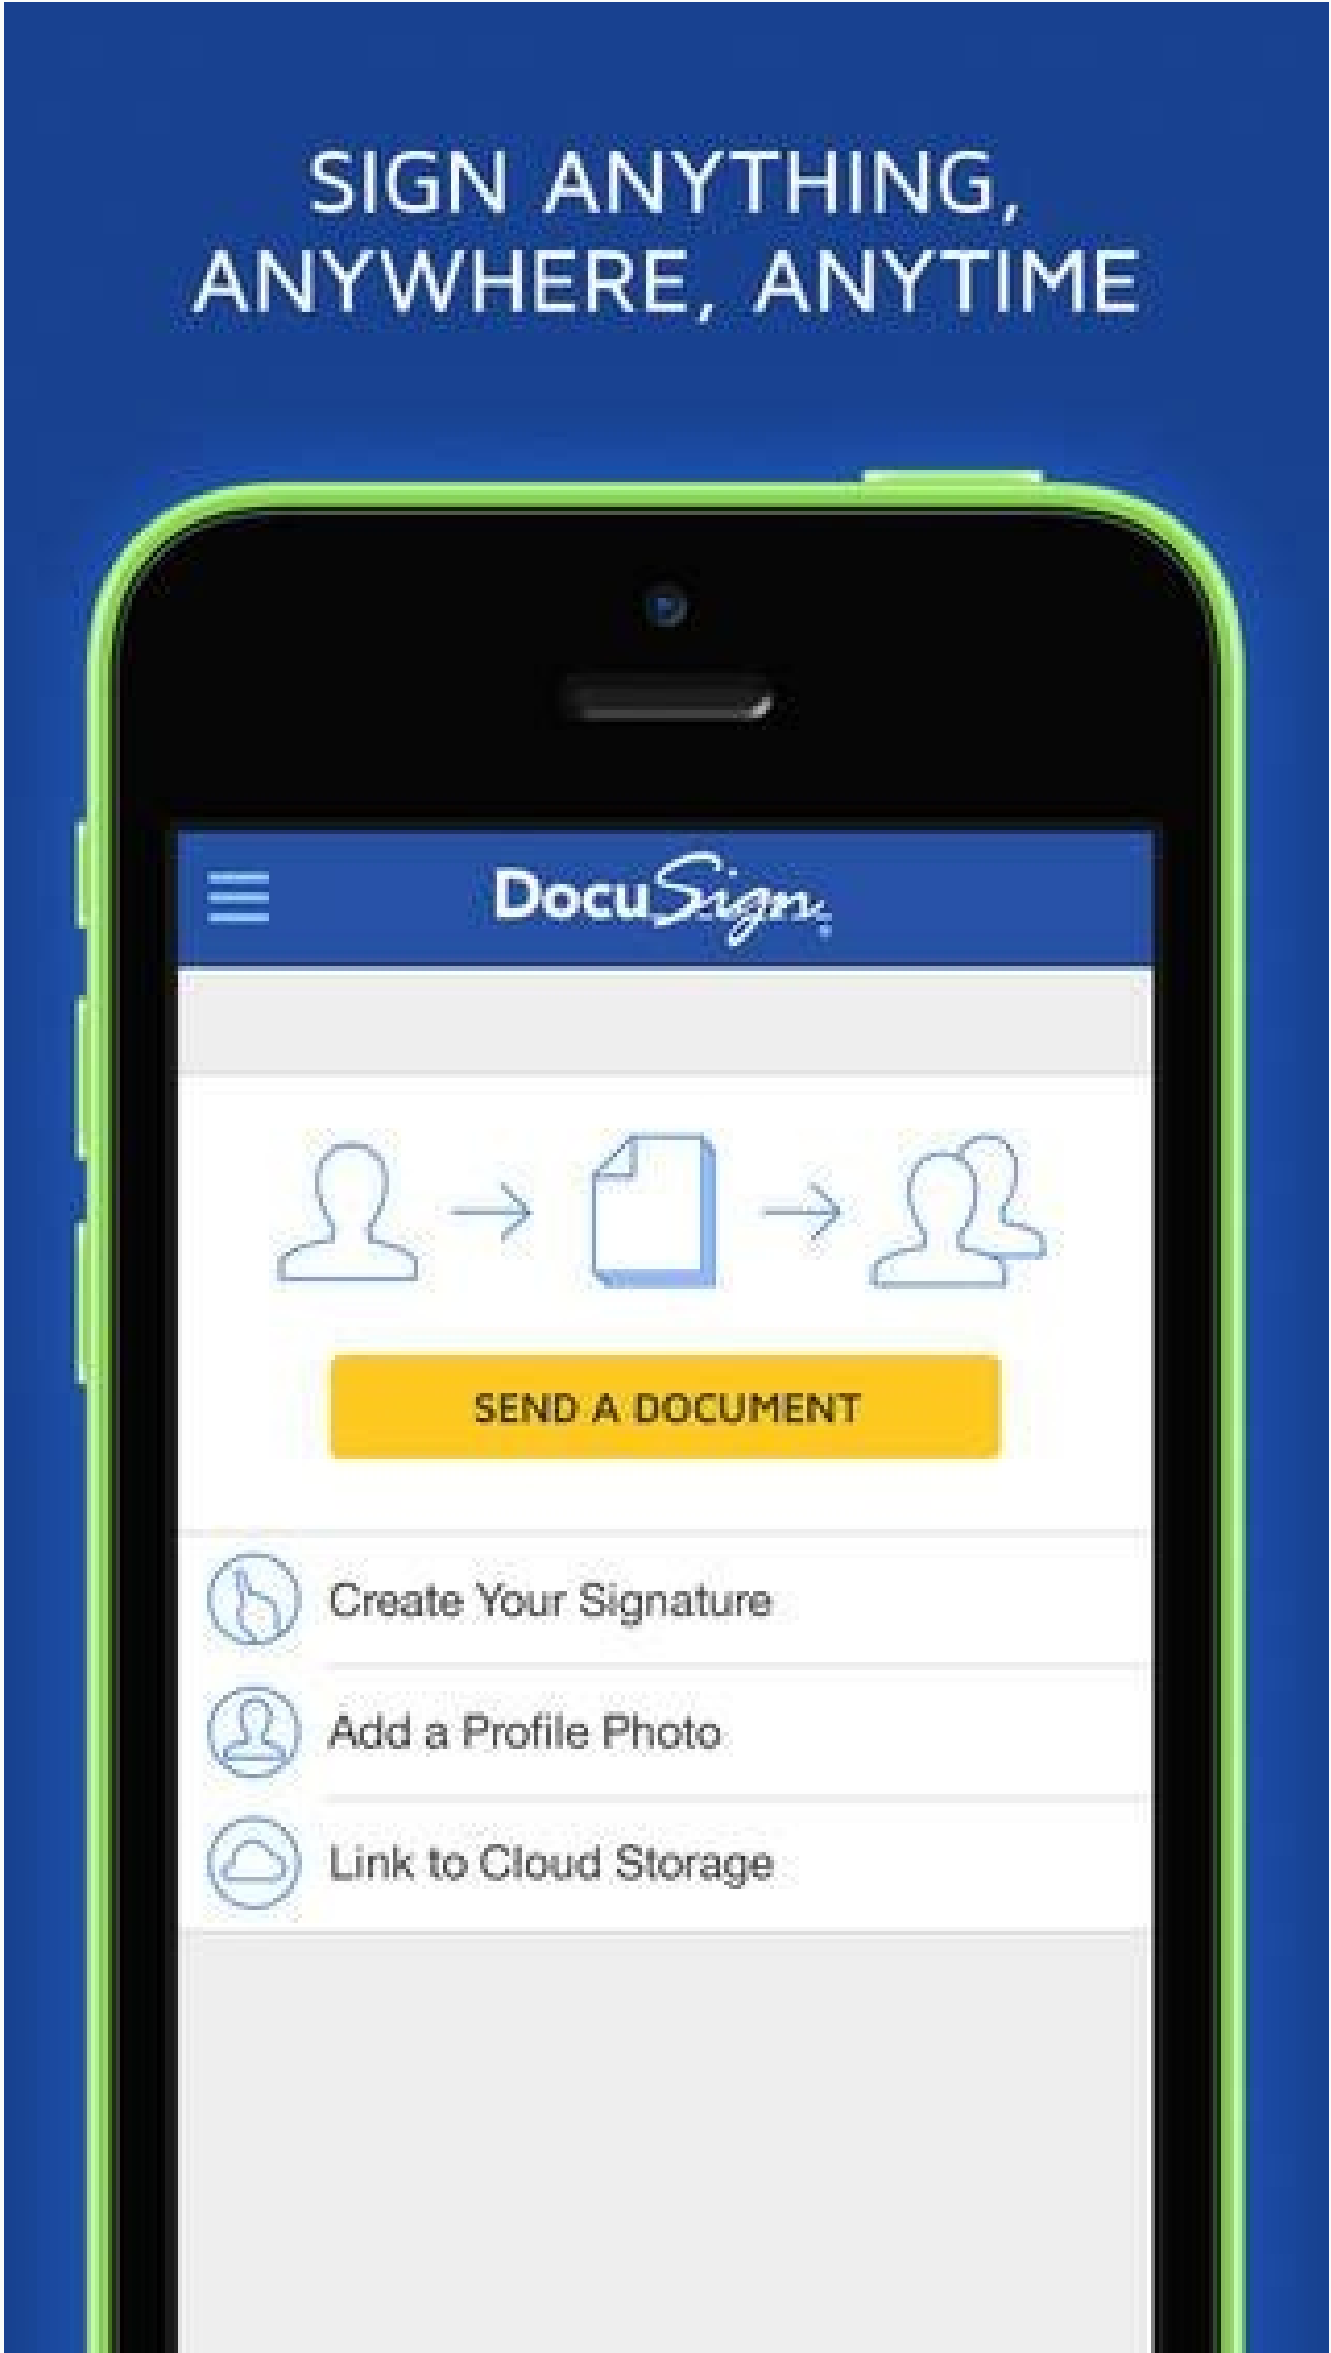 SIGN ANYTHING,
ANYWHERE, ANYTIME
DocuSign
SEND A DOCUMENT
Create Your Signature
Add a Profile Photo
Link to Cloud Storage